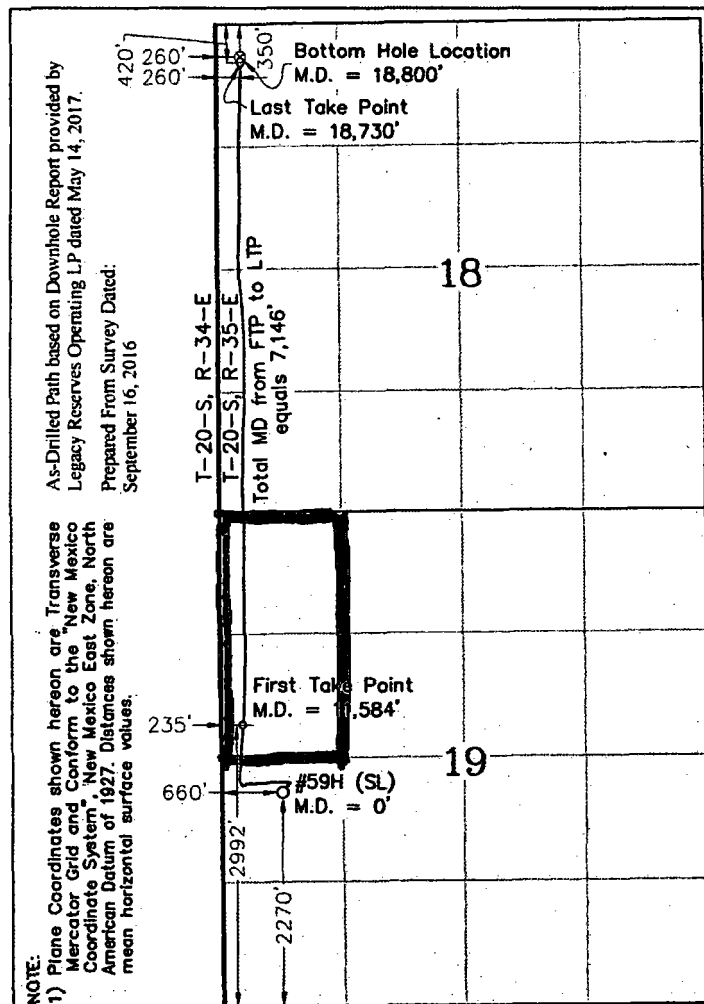 420'
260'
260'
350'
Bottom Hole Location
M.D. = 18,800'
Last Take Point
M.D. = 18,730'
As-Drilled Path based on Downhole Report provided by
Legacy Reserves Operating LP dated May 14, 2017.
Prepared From Survey Dated:
September 16, 2016
T-20-S, R-34-E
T-20-S, R-35-E
Total MD from FTP to LTP
equals 7,146'
18
First Take Point
M.D. = 11,584'
235'
19
660'
#59H (SL)
M.D. = 0'
2992'
2270'
NOTE:
1) Plane Coordinates shown hereon are Transverse
Mercator Grid and Conform to the "New Mexico
Coordinate System", New Mexico East Zone, North
American Datum of 1927. Distances shown hereon are
mean horizontal surface values.